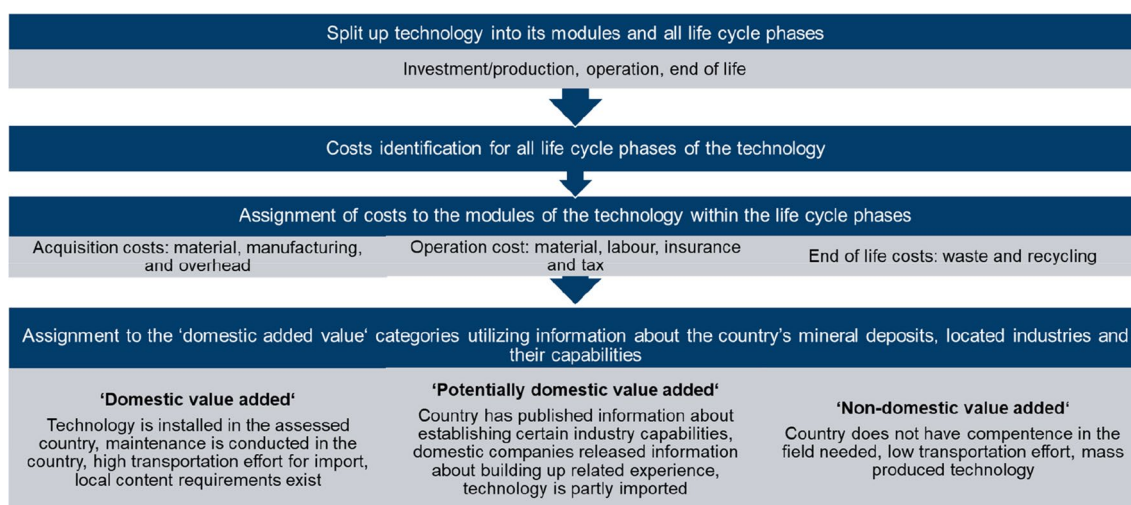 Split up technology into its modules and all life cycle phases
Investment/production, operation, end of life
Costs identification for all life cycle phases of the technology
Assignment of costs to the modules of the technology within the life cycle phases
Acquisition costs: material, manufacturing,
and overhead
Operation cost: material, labour, insurance
and tax
End of life costs: waste and recycling
Assignment to the ‘domestic added value‘ categories utilizing information about the country’s mineral deposits, located industries and
their capabilities
‘Domestic value added‘
Technology is installed in the assessed
country, maintenance is conducted in the
country, high transportation effort for import,
local content requirements exist
‘Potentially domestic value added‘
Country has published information about
establishing certain industry capabilities,
domestic companies released information
about building up related experience,
technology is partly imported
‘Non-domestic value added‘
Country does not have compentence in the
field needed, low transportation effort, mass
produced technology